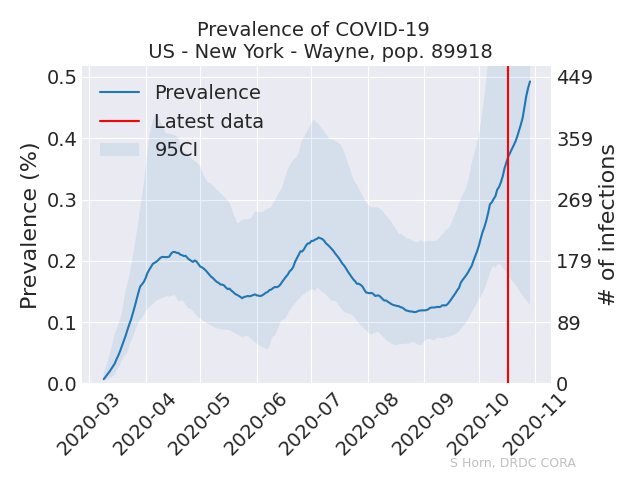 Prevalence of COVID-19
US - New York - Wayne, pop. 89918
Prevalence
Latest data
95CI
Prevalence (%)
0.5
0.4
0.3
0.2
0.1
0.0
449
359
269
179
89
0
# of infections
2020-03
2020-04
2020-05
2020-06
2020-07
2020-08
2020-09
2020-10
2020-11
S Horn, DRDC CORA